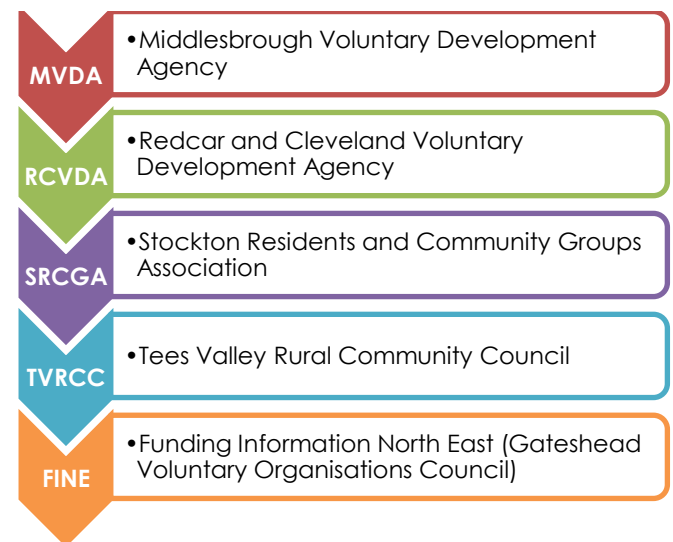 MVDA
•Middlesbrough Voluntary Development
Agency
RCVDA
•Redcar and Cleveland Voluntary
Development Agency
SRCGA
•Stockton Residents and Community Groups
Association
TVRCC
•Tees Valley Rural Community Council
FINE
•Funding Information North East (Gateshead
Voluntary Organisations Council)